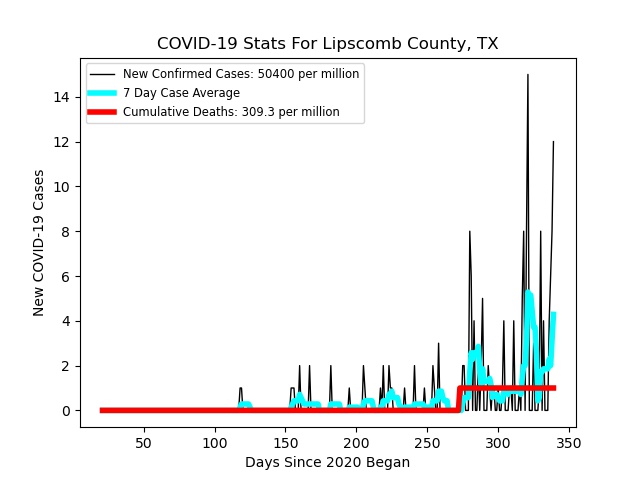 COVID-19 Stats For Lipscomb County, TX
New Confirmed Cases: 50400 per million
7 Day Case Average
Cumulative Deaths: 309.3 per million
New COVID-19 Cases
14
12
10
8
6
4
2
0
50
100
150
200
250
300
350
Days Since 2020 Began